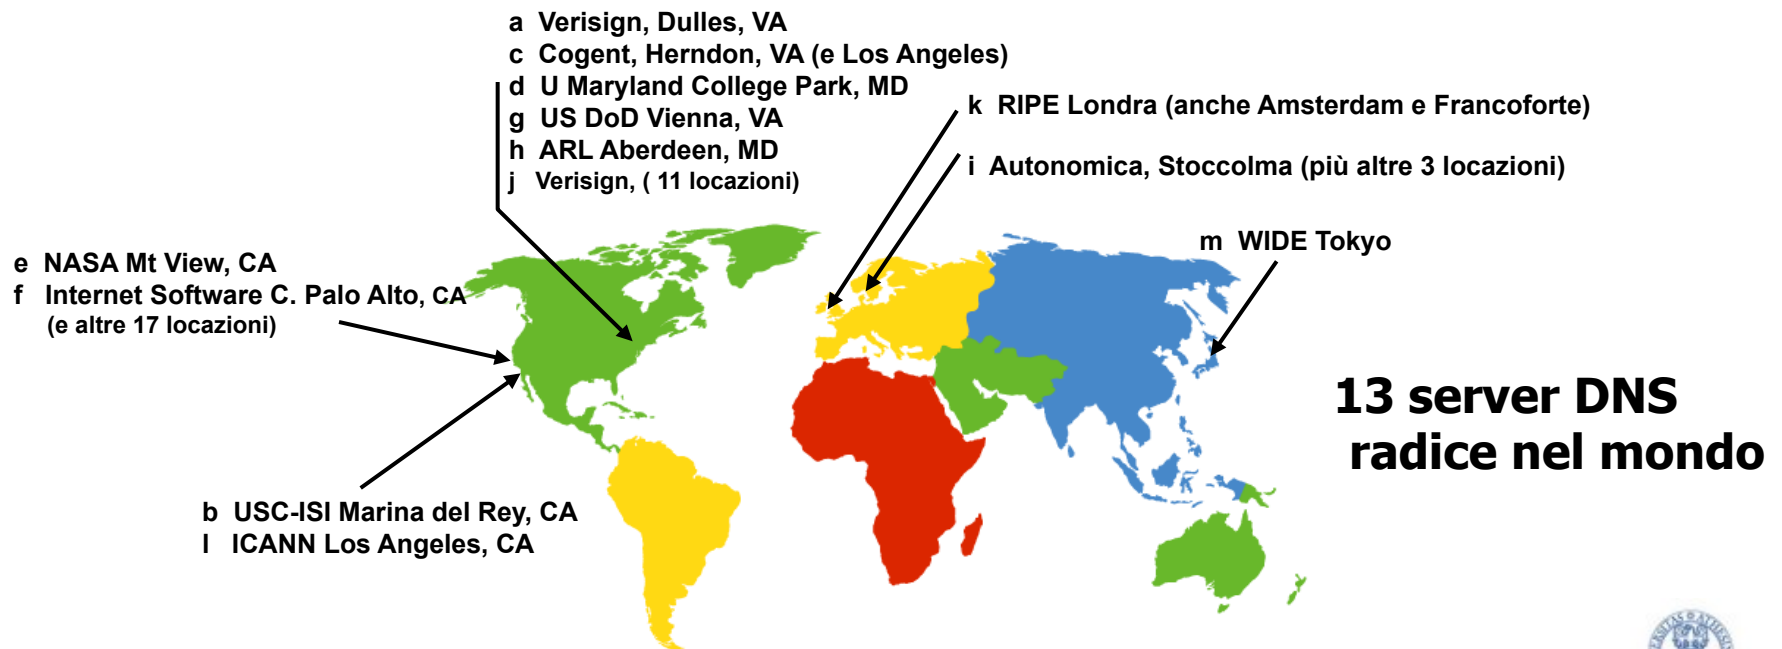 a Verisign, Dulles, VA
c Cogent, Herndon, VA (e Los Angeles)
d U Maryland College Park, MD
g US DoD Vienna, VA
h ARL Aberdeen, MD
j Verisign, ( 11 locazioni)
k RIPE Londra (anche Amsterdam e Francoforte)
i Autonomica, Stoccolma (più altre 3 locazioni)
m WIDE Tokyo
e NASA Mt View, CA
f Internet Software C. Palo Alto, CA
(e altre 17 locazioni)
13 server DNS
radice nel mondo
b USC-ISI Marina del Rey, CA
l ICANN Los Angeles, CA